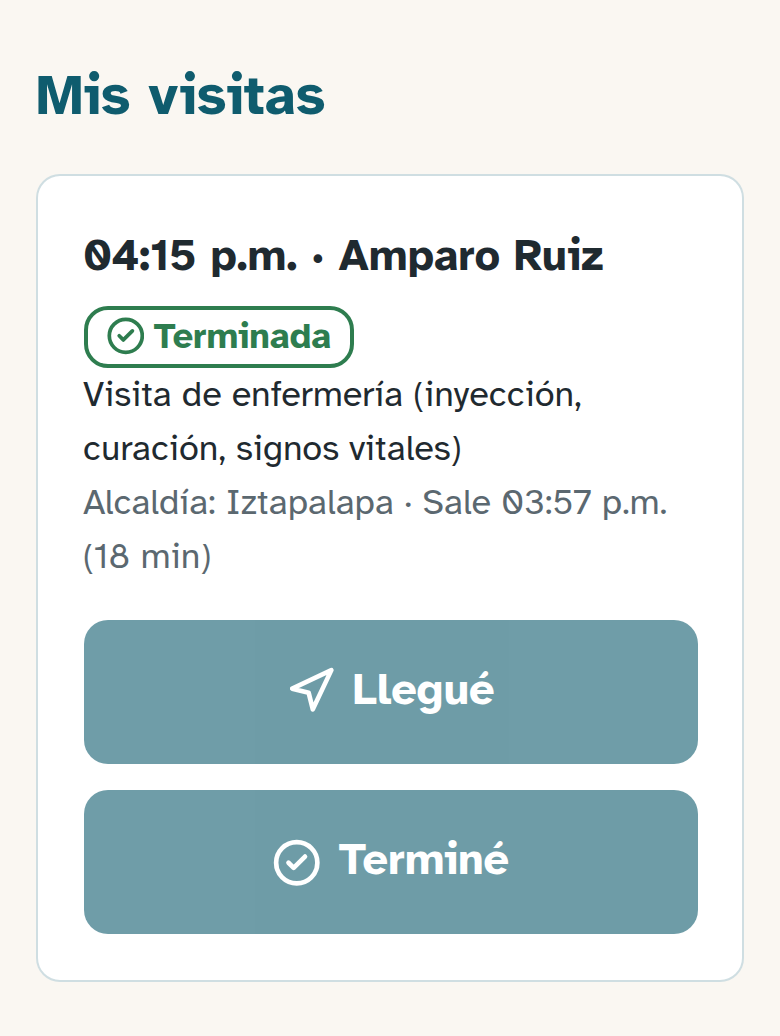 Mis visitas
04:15 p.m. · Amparo Ruiz
Terminada
Visita de enfermería (inyección,
curación, signos vitales)
Alcaldía: Iztapalapa · Sale 03:57 p.m.
(18 min)
Llegué
Terminé